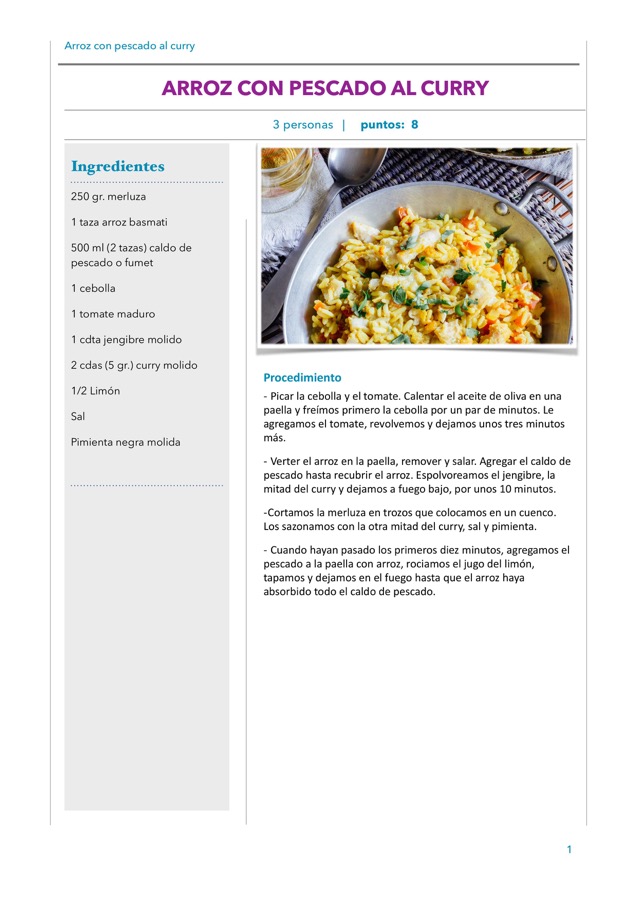 Arroz con pescado al curry
ARROZ CON PESCADO AL CURRY
3 personas | puntos: 8
Ingredientes
250 gr. merluza
1 taza arroz basmati
500 ml (2 tazas) caldo de
pescado o fumet
1 cebolla
1 tomate maduro
1 cdta jengibre molido
2 cdas (5 gr.) curry molido
1/2 Limón
Sal
Pimienta negra molida
Procedimiento
- Picar la cebolla y el tomate. Calentar el aceite de oliva en una
paella y freímos primero la cebolla por un par de minutos. Le
agregamos el tomate, revolvemos y dejamos unos tres minutos
más.
- Verter el arroz en la paella, remover y salar. Agregar el caldo de
pescado hasta recubrir el arroz. Espolvoreamos el jengibre, la
mitad del curry y dejamos a fuego bajo, por unos 10 minutos.
-Cortamos la merluza en trozos que colocamos en un cuenco.
Los sazonamos con la otra mitad del curry, sal y pimienta.
- Cuando hayan pasado los primeros diez minutos, agregamos el
pescado a la paella con arroz, rociamos el jugo del limón,
tapamos y dejamos en el fuego hasta que el arroz haya
absorbido todo el caldo de pescado.
1